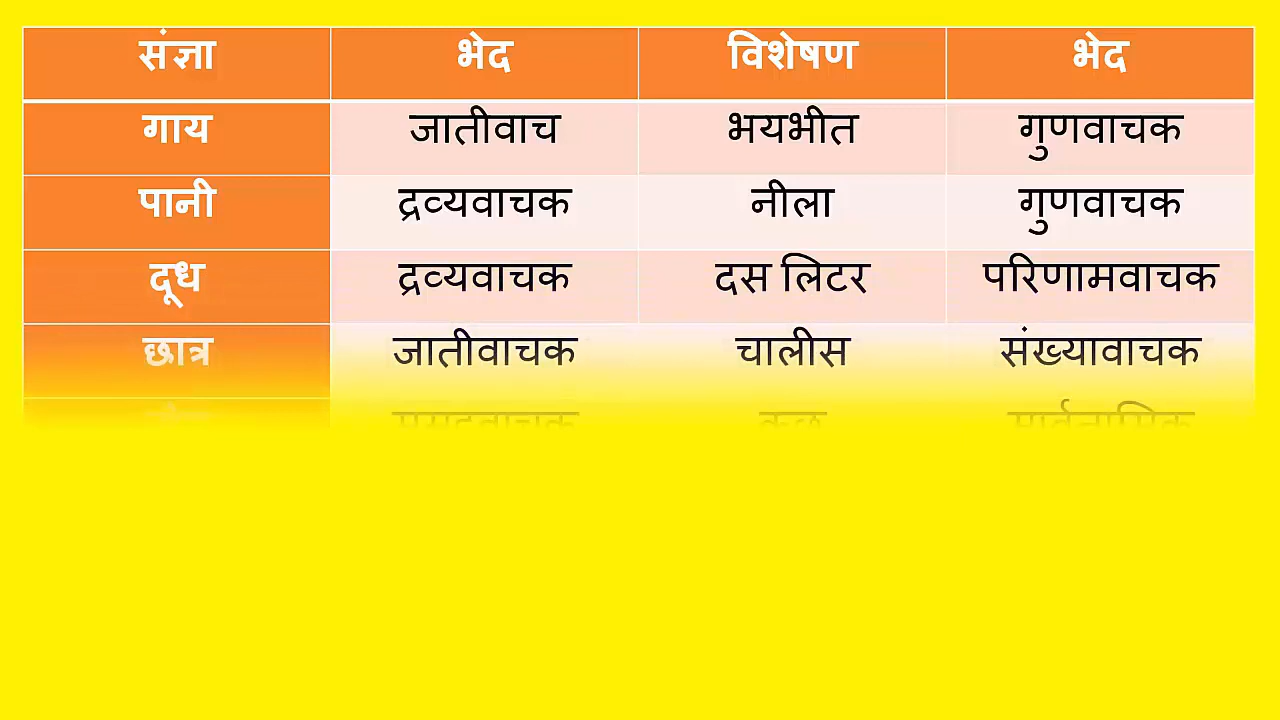 संज्ञा भेद विशेषण भेद
गाय जातीवाच भयभीत गुणवाचक
पानी द्रव्यवाचक नीला गुणवाचक
दूध द्रव्यवाचक दस लिटर परिणामवाचक
छात्र जातीवाचक चालीस संख्यावाचक